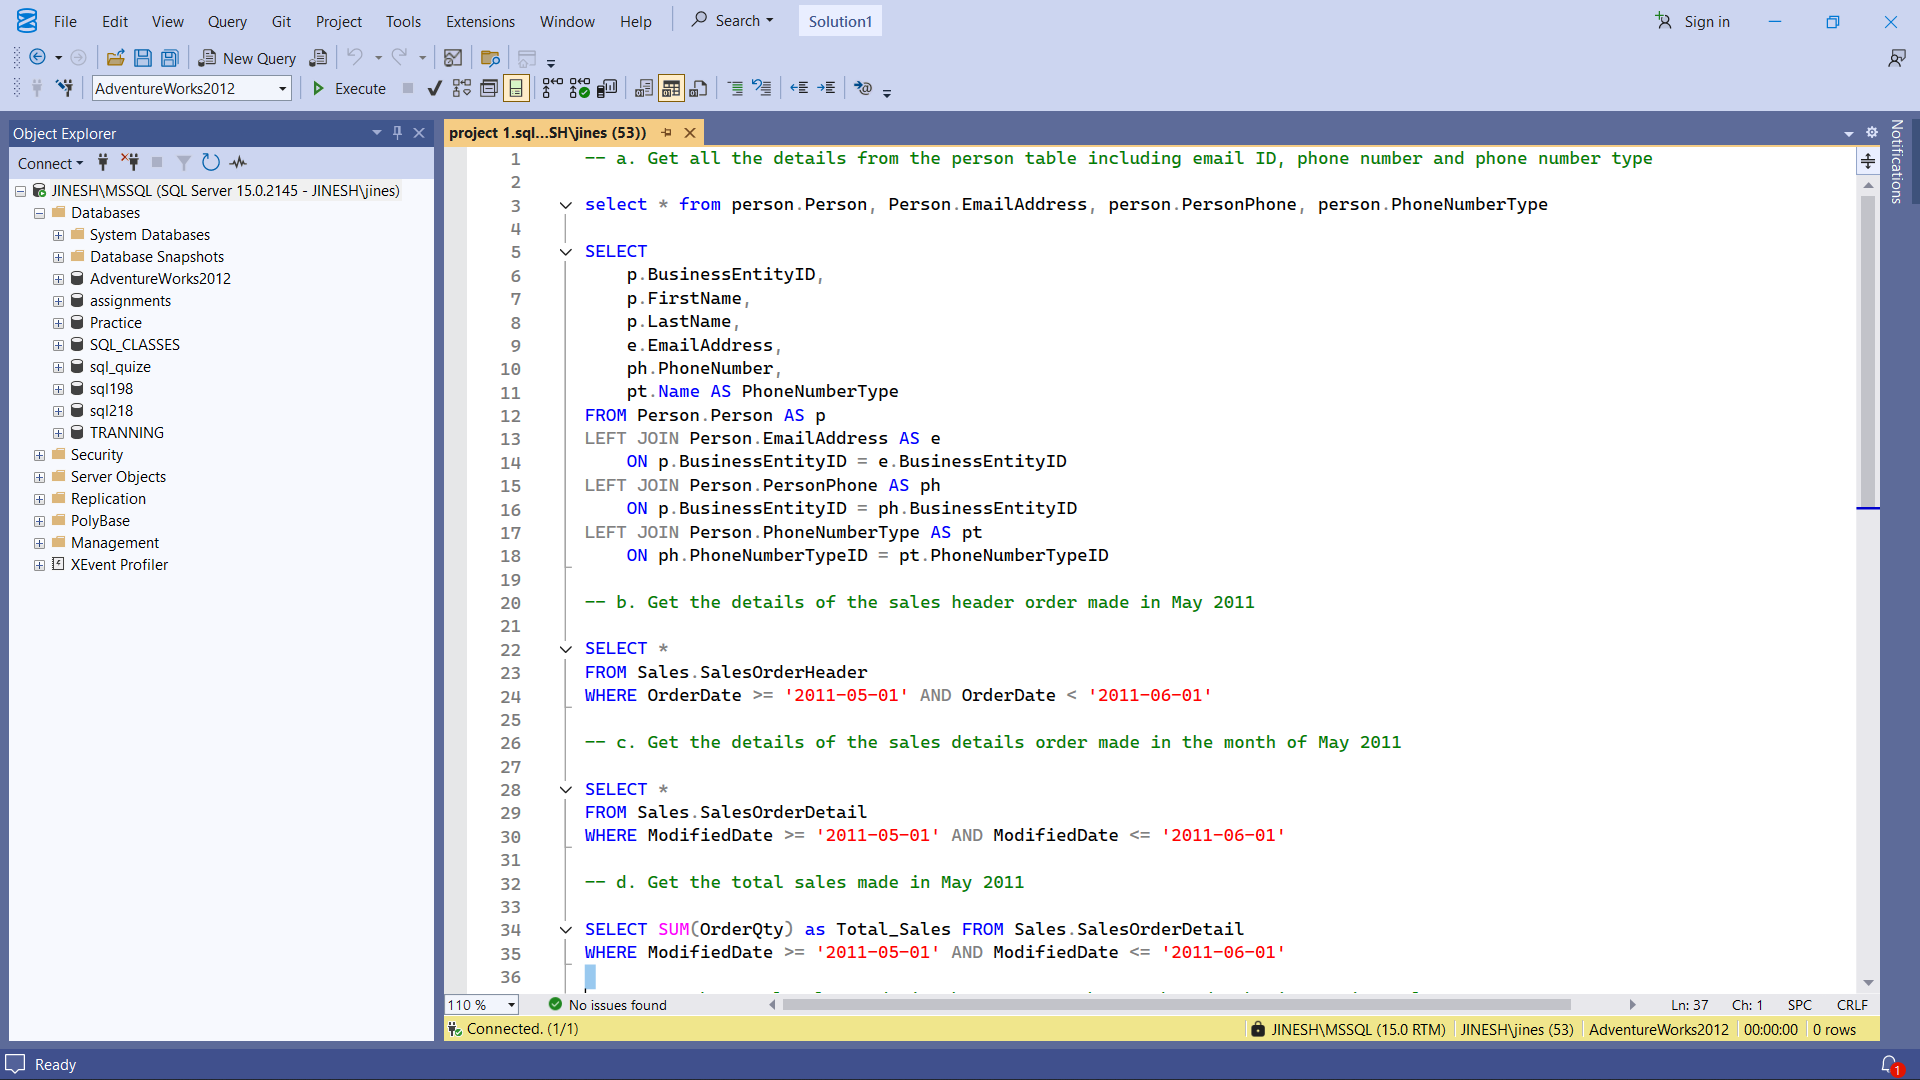 File Edit View Query Git Project Tools Extensions Window Help Search Solution1 Sign in
New Query
AdventureWorks2012 Execute
Object Explorer
Connect
JINESH\MSSQL (SQL Server 15.0.2145 - JINESH\jines)
Databases
System Databases
Database Snapshots
AdventureWorks2012
assignments
Practice
SQL_CLASSES
sql_quize
sql198
sql218
TRANNING
Security
Server Objects
Replication
PolyBase
Management
XEvent Profiler
project 1.sql...SH\jines (53))
1 -- a. Get all the details from the person table including email ID, phone number and phone number type
2
3 select * from person.Person, Person.EmailAddress, person.PersonPhone, person.PhoneNumberType
4
5 SELECT
6 p.BusinessEntityID,
7 p.FirstName,
8 p.LastName,
9 e.EmailAddress,
10 ph.PhoneNumber,
11 pt.Name AS PhoneNumberType
12 FROM Person.Person AS p
13 LEFT JOIN Person.EmailAddress AS e
14 ON p.BusinessEntityID = e.BusinessEntityID
15 LEFT JOIN Person.PersonPhone AS ph
16 ON p.BusinessEntityID = ph.BusinessEntityID
17 LEFT JOIN Person.PhoneNumberType AS pt
18 ON ph.PhoneNumberTypeID = pt.PhoneNumberTypeID
19
20 -- b. Get the details of the sales header order made in May 2011
21
22 SELECT *
23 FROM Sales.SalesOrderHeader
24 WHERE OrderDate >= '2011-05-01' AND OrderDate < '2011-06-01'
25
26 -- c. Get the details of the sales details order made in the month of May 2011
27
28 SELECT *
29 FROM Sales.SalesOrderDetail
30 WHERE ModifiedDate >= '2011-05-01' AND ModifiedDate <= '2011-06-01'
31
32 -- d. Get the total sales made in May 2011
33
34 SELECT SUM(OrderQty) as Total_Sales FROM Sales.SalesOrderDetail
35 WHERE ModifiedDate >= '2011-05-01' AND ModifiedDate <= '2011-06-01'
36
110 % No issues found Ln: 37 Ch: 1 SPC CRLF
Connected. (1/1) JINESH\MSSQL (15.0 RTM) JINESH\jines (53) AdventureWorks2012 00:00:00 0 rows
Notifications
Ready 1